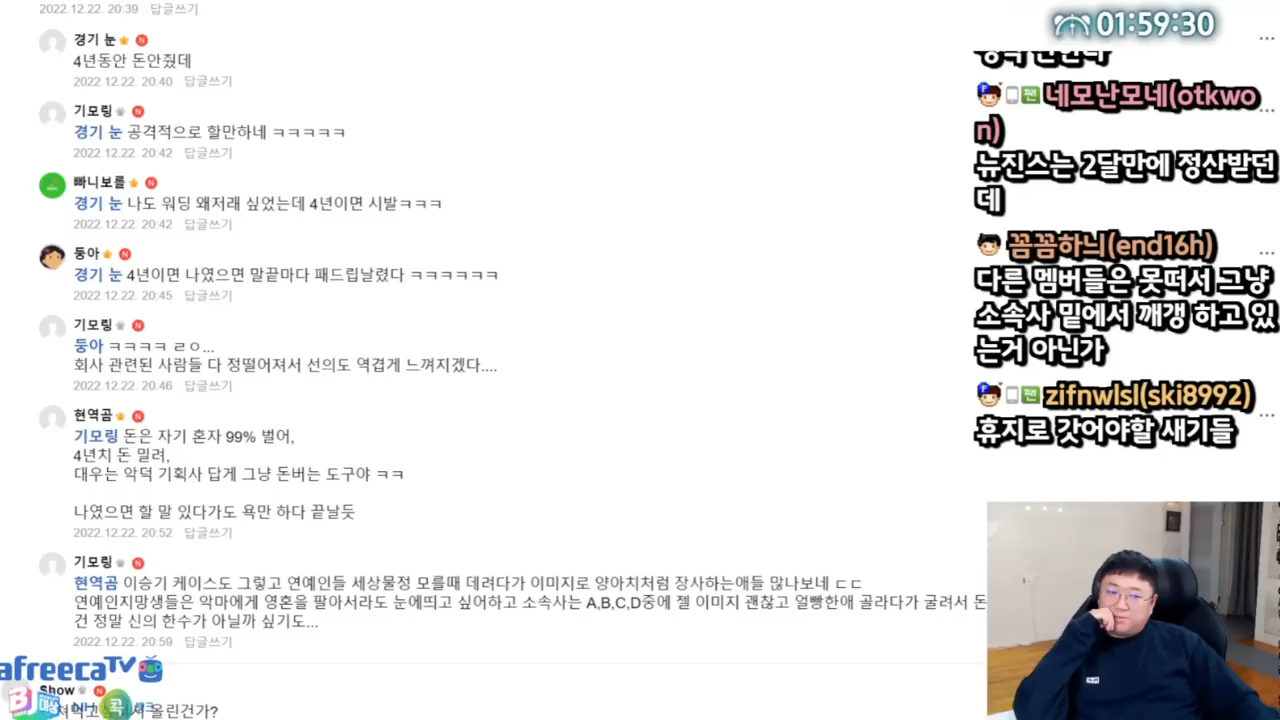 2022.12.22. 20:39 답글쓰기
경기 눈 N
4년동안 돈안줬데
2022.12.22. 20:40 답글쓰기
기모링 N
경기 눈 공격적으로 할만하네 ㅋㅋㅋㅋㅋ
2022.12.22. 20:42 답글쓰기
빠니보를 N
경기 눈 나도 워딩 왜저래 싶었는데 4년이면 시발ㅋㅋㅋ
2022.12.22. 20:42 답글쓰기
둥아 N
경기 눈 4년이면 나였으면 말끝마다 패드립날렸다 ㅋㅋㅋㅋㅋㅋ
2022.12.22. 20:45 답글쓰기
기모링 N
둥아 ㅋㅋㅋㅋ ㄹㅇ...
회사 관련된 사람들 다 정떨어져서 선의도 역겹게 느껴지겠다....
2022.12.22. 20:46 답글쓰기
현역곰 N
기모링 돈은 자기 혼자 99% 벌어,
4년치 돈 밀려,
대우는 악덕 기획사 답게 그냥 돈버는 도구야 ㅋㅋ
나였으면 할 말 있다가도 욕만 하다 끝날듯
2022.12.22. 20:52 답글쓰기
기모링 N
현역곰 이승기 케이스도 그렇고 연예인들 세상물정 모를때 데려다가 이미지로 양아치처럼 장사하는애들 많나보네 ㄷㄷ
연예인지망생들은 악마에게 영혼을 팔아서라도 눈에띄고 싶어하고 소속사는 A,B,C,D중에 젤 이미지 괜찮고 얼빵한애 골라다가 굴려서 돈
건 정말 신의 한수가 아닐까 싶기도...
2022.12.22. 20:59 답글쓰기
Show N
올린건가?
afreecaTV
01:59:30
네모난모네(otkwo
n)
뉴진스는 2달만에 정산받던
데
꼼꼼하늬(end16h)
다른 멤버들은 못떠서 그냥
소속사 밑에서 깨갱 하고 있
는거 아닌가
zifnwlsl(ski8992)
휴지로 갓어야할 새기들